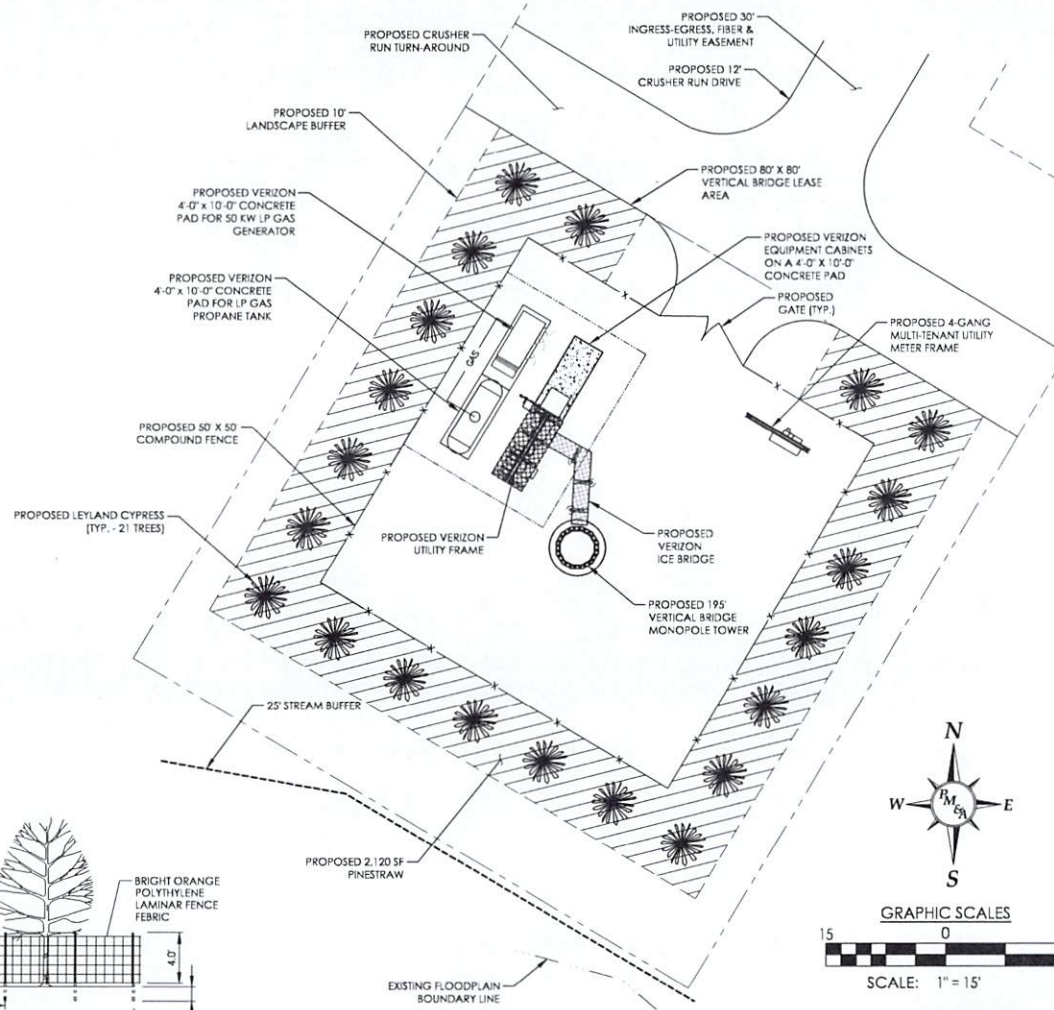 PROPOSED CRUSHER
RUN TURN-AROUND
PROPOSED 30'
INGRESS-EGRESS, FIBER &
UTILITY EASEMENT
PROPOSED 12'
CRUSHER RUN DRIVE
PROPOSED 10'
LANDSCAPE BUFFER
PROPOSED 80' X 80'
VERTICAL BRIDGE LEASE
AREA
PROPOSED VERIZON
4'-0" x 10'-0" CONCRETE
PAD FOR 50 KW LP GAS
GENERATOR
PROPOSED VERIZON
EQUIPMENT CABINETS
ON A 4'-0" X 10'-0"
CONCRETE PAD
PROPOSED VERIZON
4'-0" x 10'-0" CONCRETE
PAD FOR LP GAS
PROPANE TANK
PROPOSED
GATE (TYP.)
PROPOSED 4-GANG
MULTI-TENANT UTILITY
METER FRAME
GAS
PROPOSED 50' X 50'
COMPOUND FENCE
PROPOSED LEYLAND CYPRESS
(TYP. - 21 TREES)
PROPOSED VERIZON
UTILITY FRAME
PROPOSED
VERIZON
ICE BRIDGE
PROPOSED 195'
VERTICAL BRIDGE
MONOPOLE TOWER
25' STREAM BUFFER
PROPOSED 2,120 SF
PINESTRAW
BRIGHT ORANGE
POLYTHYLENE
LAMINAR FENCE
FEBRIC
4.0'
EXISTING FLOODPLAIN
BOUNDARY LINE
N
W E
PM&A
S
GRAPHIC SCALES
15 0
SCALE: 1" = 15'